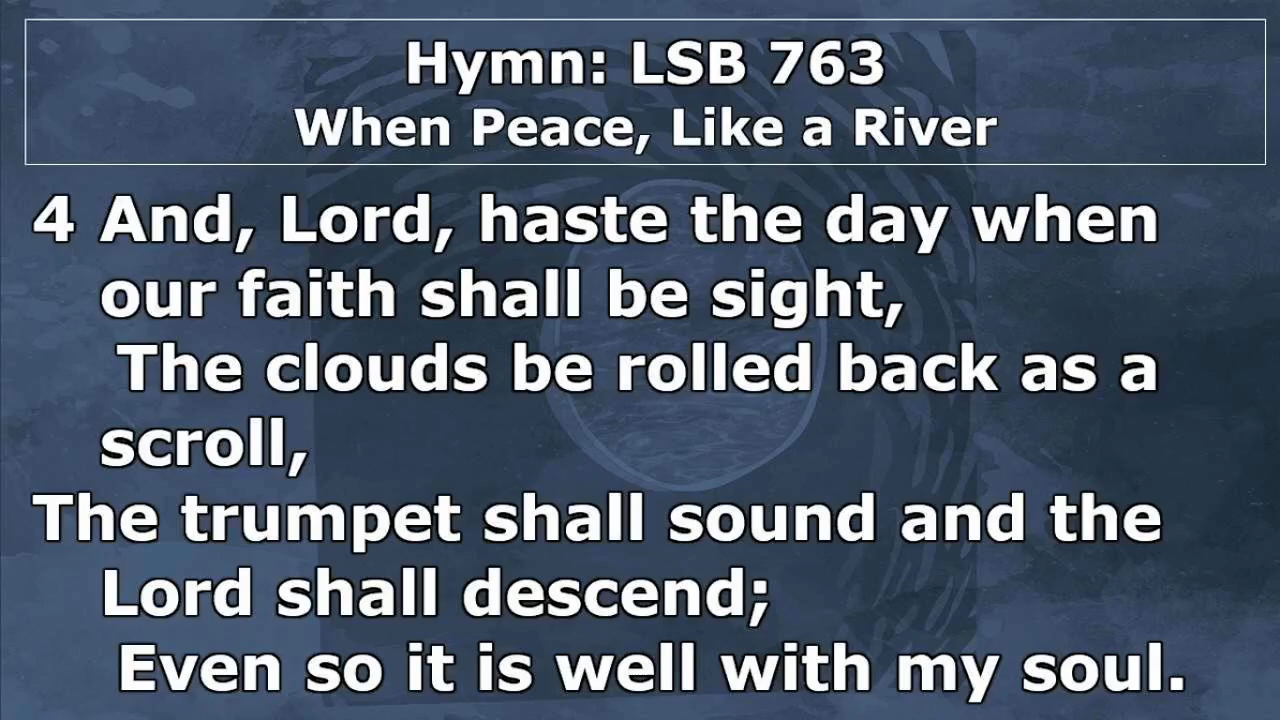 Hymn: LSB 763
When Peace, Like a River
4 And, Lord, haste the day when
our faith shall be sight,
The clouds be rolled back as a
scroll,
The trumpet shall sound and the
Lord shall descend;
Even so it is well with my soul.